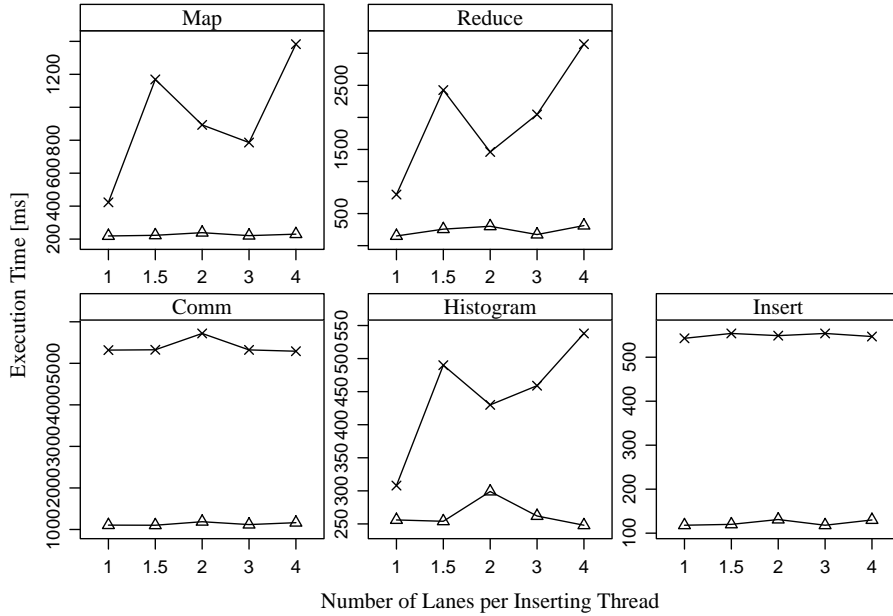 Map
Reduce
200 400 600 800 1200
500 1500 2500
1 1.5 2 3 4
1 1.5 2 3 4
Execution Time [ms]
Comm
Histogram
Insert
1000 2000 3000 4000 5000
250 300 350 400 450 500 550
100 200 300 400 500
1 1.5 2 3 4
1 1.5 2 3 4
1 1.5 2 3 4
Number of Lanes per Inserting Thread